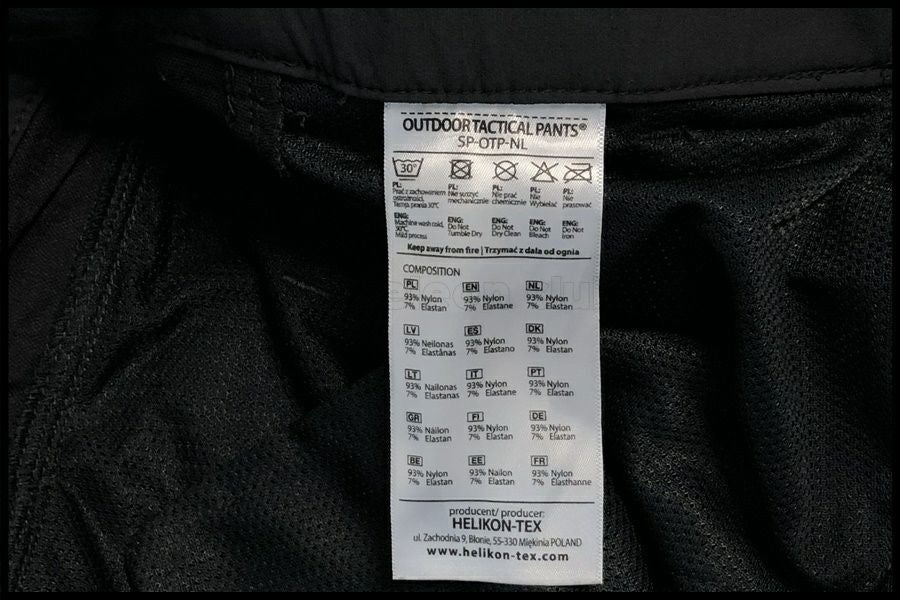 OUTDOOR TACTICAL PANTS®
SP-OTP-NL
30°
PL: PL: PL: PL: PL:
Prać z zachowaniem Nie suszyć Nie prać Nie Nie
ostrożności. mechanicznie chemicznie Wybielać prasować
Temp. prania 30°C
ENG: ENG: ENG: ENG: ENG:
Machine wash cold, Do Not Do Not Do Not Do Not
30°C Tumble Dry Dry Clean Bleach Iron
Mild process
Keep away from fire | Trzymać z dala od ognia
COMPOSITION
PL EN NL
93% Nylon 93% Nylon 93% Nylon
7% Elastan 7% Elastane 7% Elastan
LV ES DK
93% Neilonas 93% Nylon 93% Nylon
7% Elastānas 7% Elastano 7% Elastan
LT IT PT
93% Nailonas 93% Nylon 93% Nylon
7% Elastanas 7% Elastane 7% Elastan
GR FI DE
93% Näilon 93% Nylon 93% Nylon
7% Elastan 7% Elastan 7% Elastan
BE EE FR
93% Nylon 93% Nailon 93% Nylon
7% Elastan 7% Elastan 7% Elasthanne
producent/ producer:
HELIKON-TEX
ul. Zachodnia 9, Błonie, 55-330 Miękinia POLAND
www.helikon-tex.com